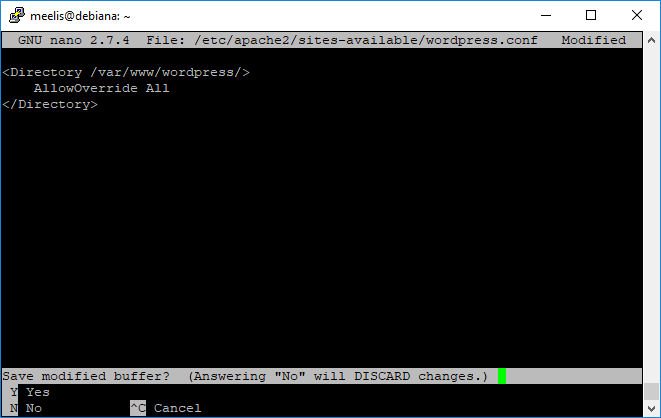 meelis@debiana: ~
GNU nano 2.7.4 File: /etc/apache2/sites-available/wordpress.conf Modified
<Directory /var/www/wordpress/>
    AllowOverride All
</Directory>
Save modified buffer?  (Answering "No" will DISCARD changes.)
Y Yes
N No ^C Cancel